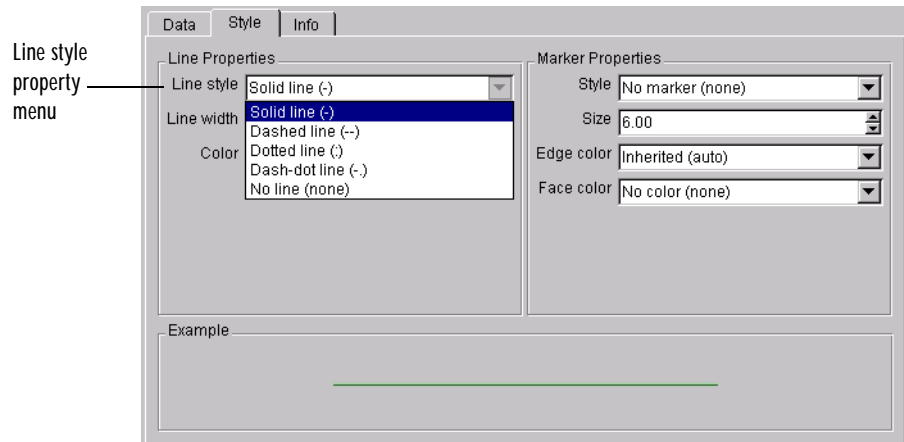 Data Style Info
Line style
property
menu
Line Properties
Line style Solid line (-)
Solid line (-)
Dashed line (--)
Dotted line (:)
Dash-dot line (-.)
No line (none)
Line width
Color
Marker Properties
Style No marker (none)
Size 6.00
Edge color Inherited (auto)
Face color No color (none)
Example